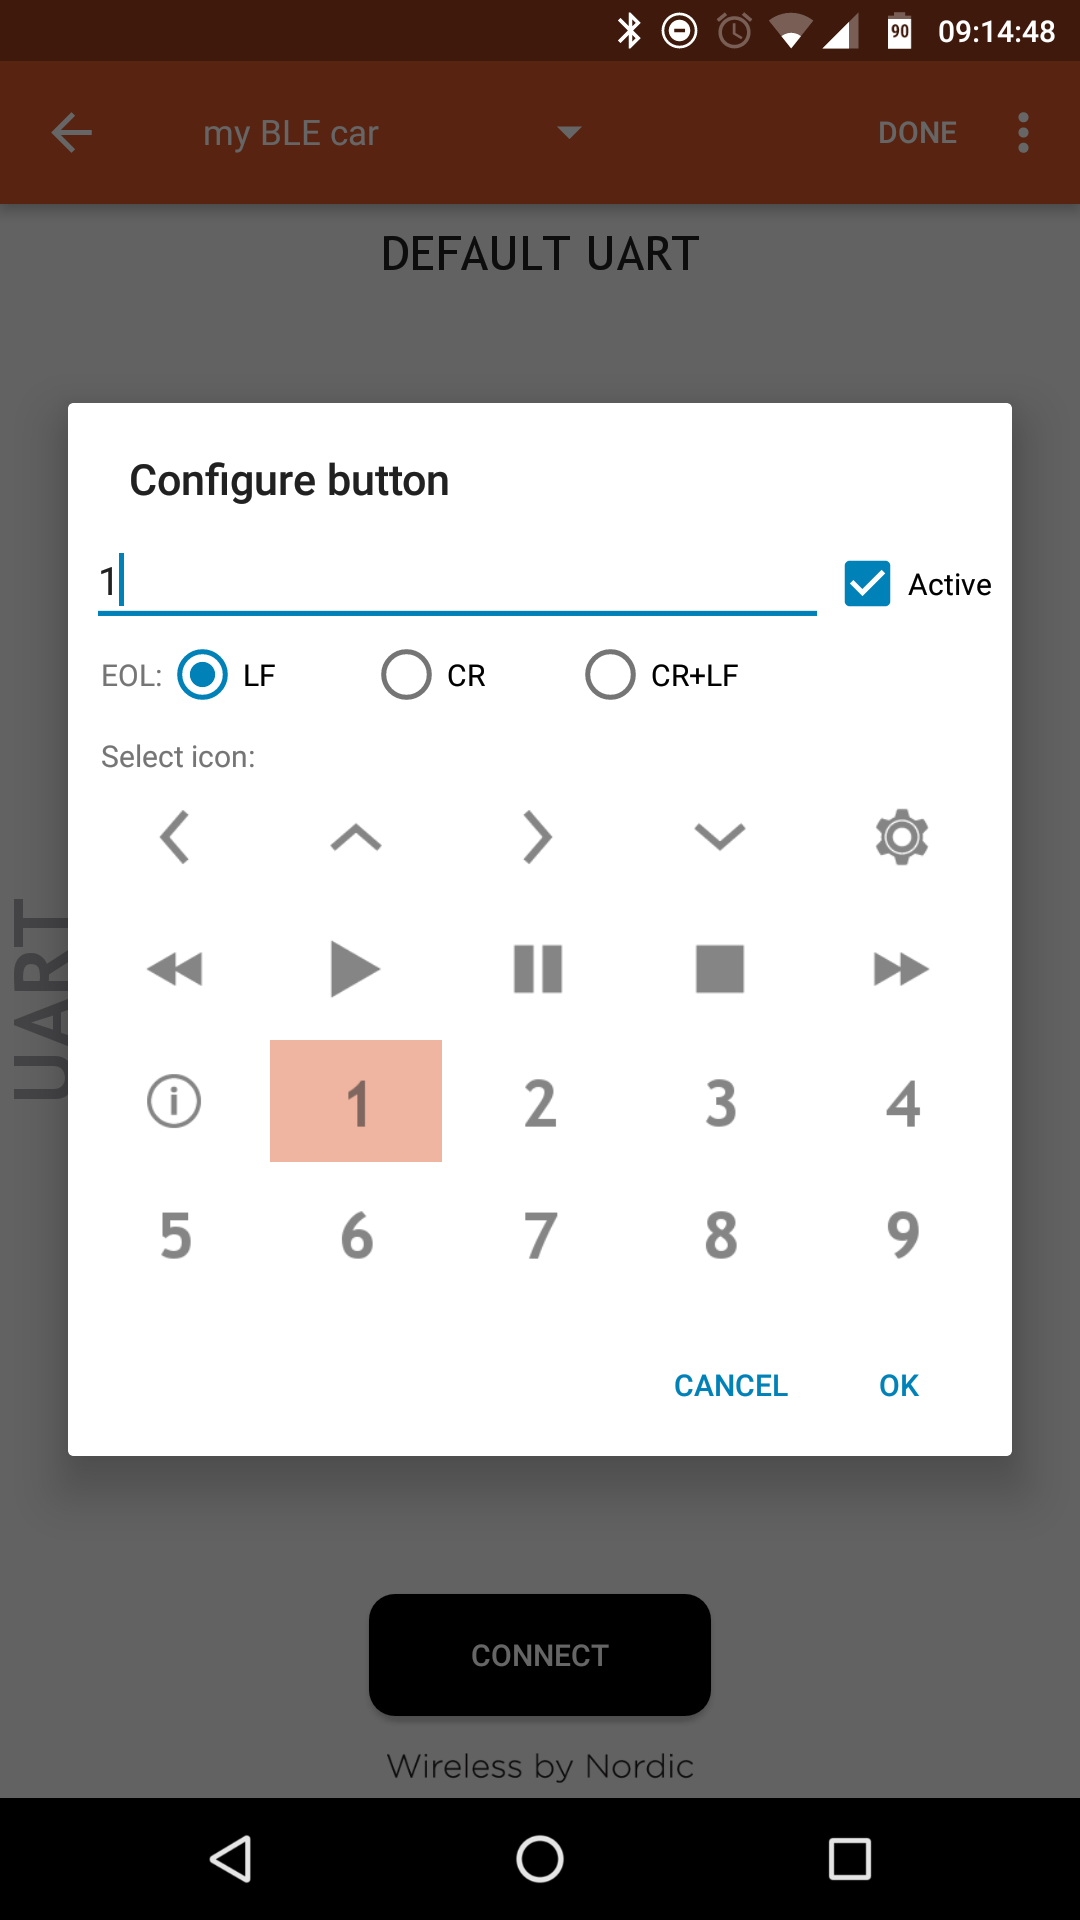 90 09:14:48
my BLE car DONE
DEFAULT UART
Configure button
1 Active
EOL: LF CR CR+LF
Select icon:
i 1 2 3 4
5 6 7 8 9
UART
CANCEL OK
CONNECT
Wireless by Nordic